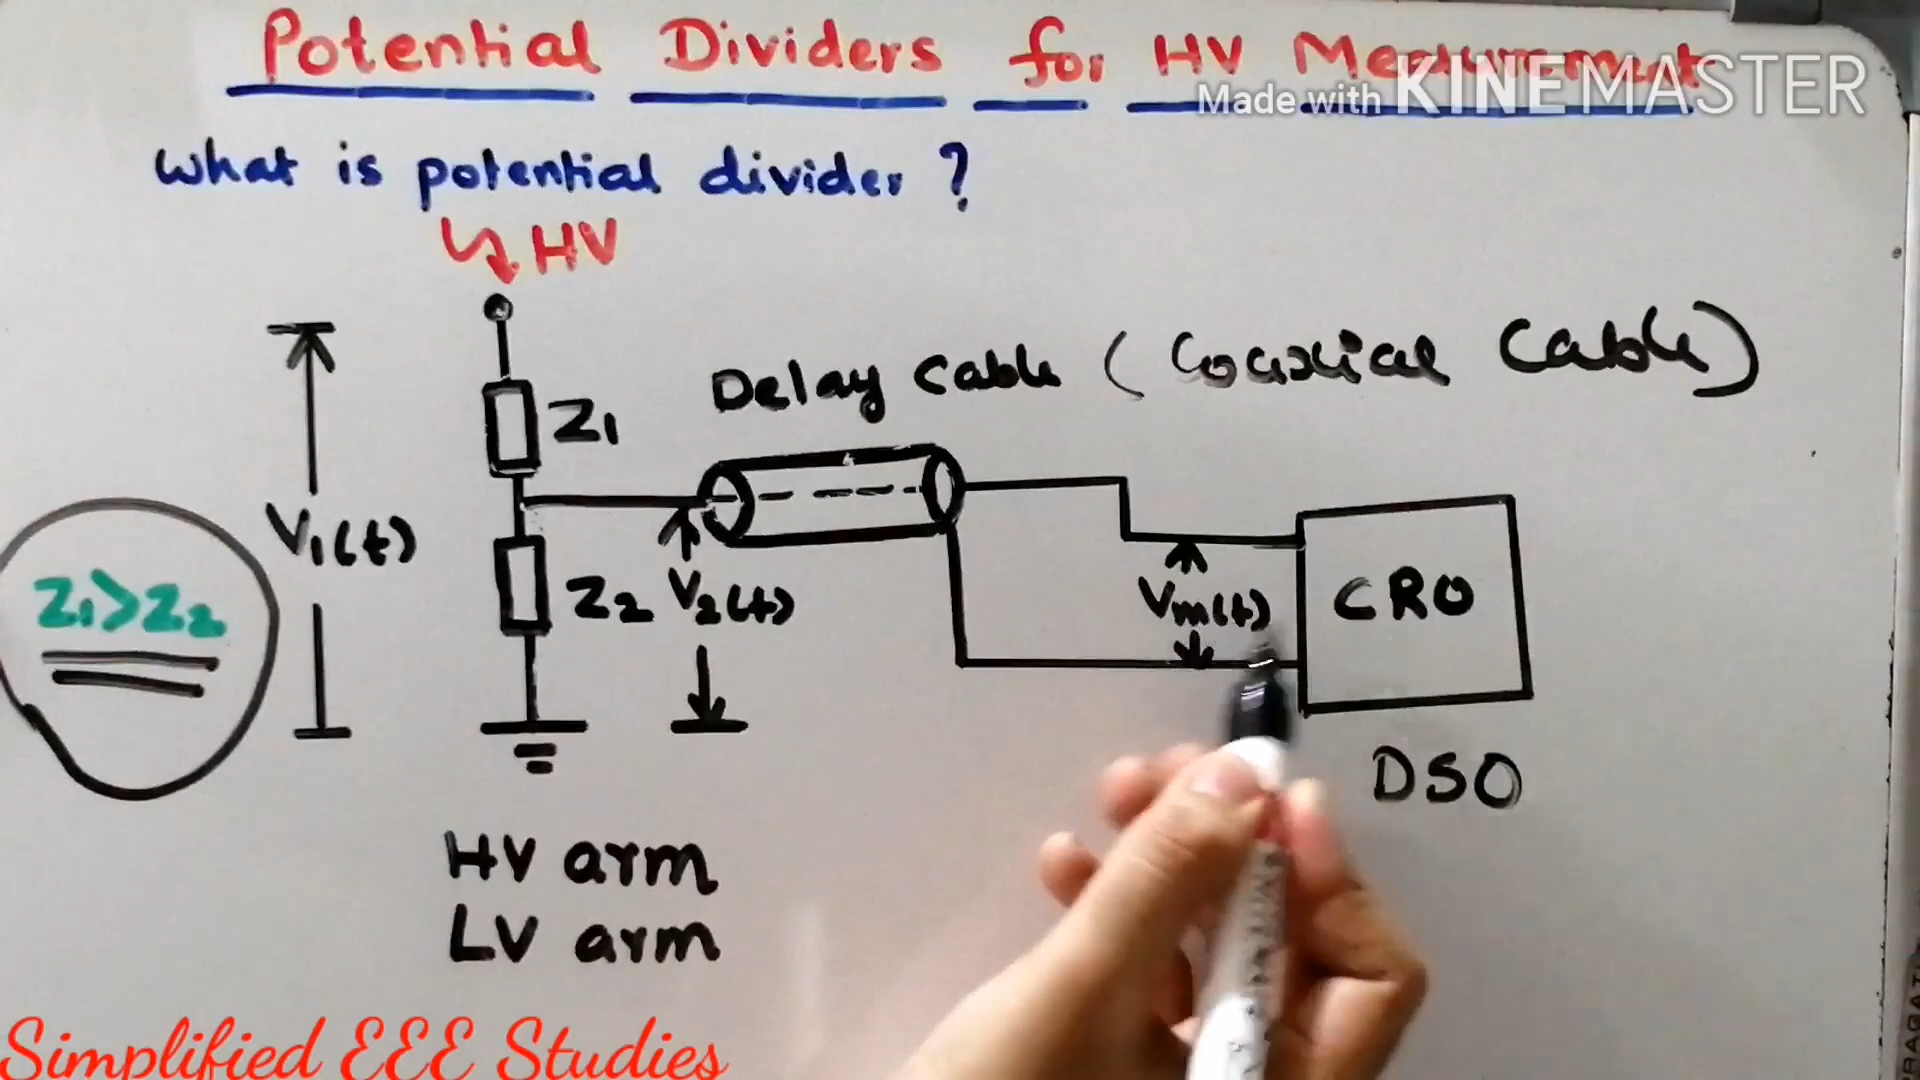 Potential Dividers for HV Measurement
Made with KINEMASTER
What is potential divider ?
HV
Delay Cable ( Coaxial Cable )
Z1
V1(t)
Z1>Z2
Z2
V2(t)
Vm(t)
CRO
DSO
HV arm
LV arm
Simplified EEE Studies